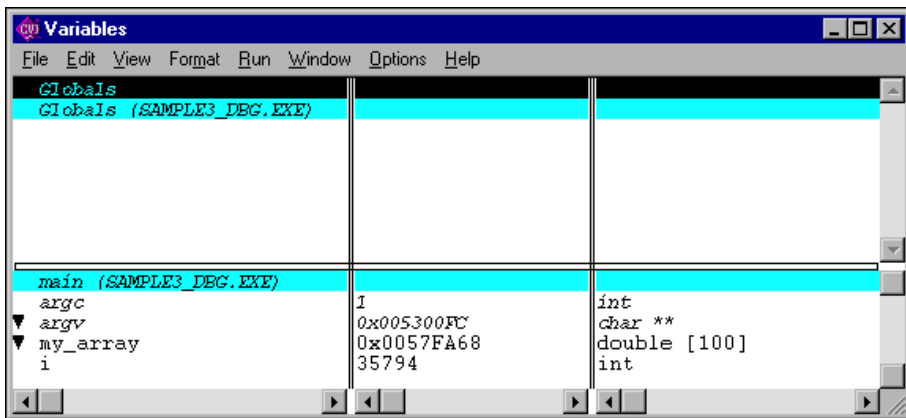 cvi Variables
File Edit View Format Run Window Options Help
Globals
Globals (SAMPLE3_DBG.EXE)
main (SAMPLE3_DBG.EXE)
argc 1 int
argv 0x005300FC char **
my_array 0x0057FA68 double [100]
i 35794 int